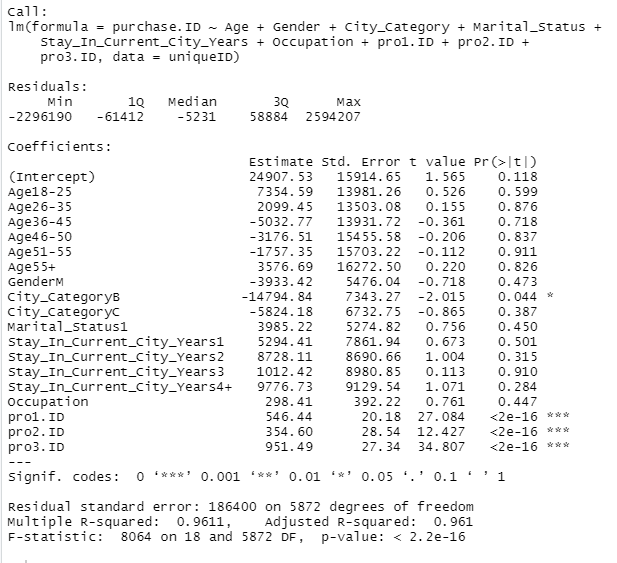 Call:
lm(formula = purchase.ID ~ Age + Gender + City_Category + Marital_Status +
Stay_In_Current_City_Years + Occupation + pro1.ID + pro2.ID +
pro3.ID, data = uniqueID)
Residuals:
Min 1Q Median 3Q Max
-2296190 -61412 -5231 58884 2594207
Coefficients:
Estimate Std. Error t value Pr(>|t|)
(Intercept) 24907.53 15914.65 1.565 0.118
Age18-25 7354.59 13981.26 0.526 0.599
Age26-35 2099.45 13503.08 0.155 0.876
Age36-45 -5032.77 13931.72 -0.361 0.718
Age46-50 -3176.51 15455.58 -0.206 0.837
Age51-55 -1757.35 15703.22 -0.112 0.911
Age55+ 3576.69 16272.50 0.220 0.826
GenderM -3933.42 5476.04 -0.718 0.473
City_CategoryB -14794.84 7343.27 -2.015 0.044 *
City_CategoryC -5824.18 6732.75 -0.865 0.387
Marital_Status1 3985.22 5274.82 0.756 0.450
Stay_In_Current_City_Years1 5294.41 7861.94 0.673 0.501
Stay_In_Current_City_Years2 8728.11 8690.66 1.004 0.315
Stay_In_Current_City_Years3 1012.42 8980.85 0.113 0.910
Stay_In_Current_City_Years4+ 9776.73 9129.54 1.071 0.284
Occupation 298.41 392.22 0.761 0.447
pro1.ID 546.44 20.18 27.084 <2e-16 ***
pro2.ID 354.60 28.54 12.427 <2e-16 ***
pro3.ID 951.49 27.34 34.807 <2e-16 ***
---
Signif. codes: 0 ‘***’ 0.001 ‘**’ 0.01 ‘*’ 0.05 ‘.’ 0.1 ‘ ’ 1
Residual standard error: 186400 on 5872 degrees of freedom
Multiple R-squared: 0.9611, Adjusted R-squared: 0.961
F-statistic: 8064 on 18 and 5872 DF, p-value: < 2.2e-16